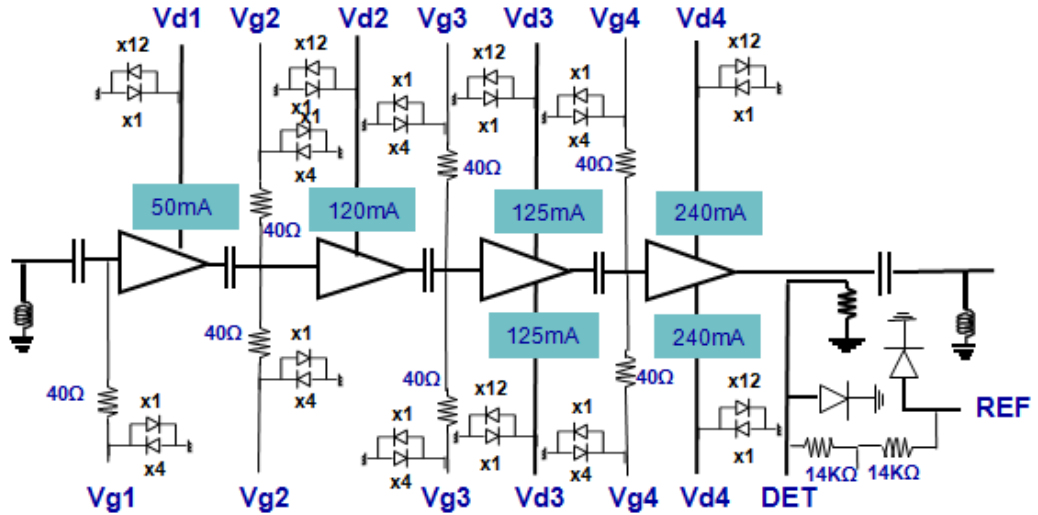 Vd1 Vg2 Vd2 Vg3 Vd3 Vg4 Vd4
x12 x12 x1 x12 x1 x12
x1 x1 x1 x4 x1 x4 x1
x4
40Ω 40Ω
50mA 120mA 125mA 240mA
40Ω
40Ω 125mA 240mA
x1 40Ω
40Ω x4 40Ω x12 x12
x1 x1 x1 REF
x4 x4 x1 x4 x1 14KΩ 14KΩ
Vg1 Vg2 Vg3 Vd3 Vg4 Vd4 DET